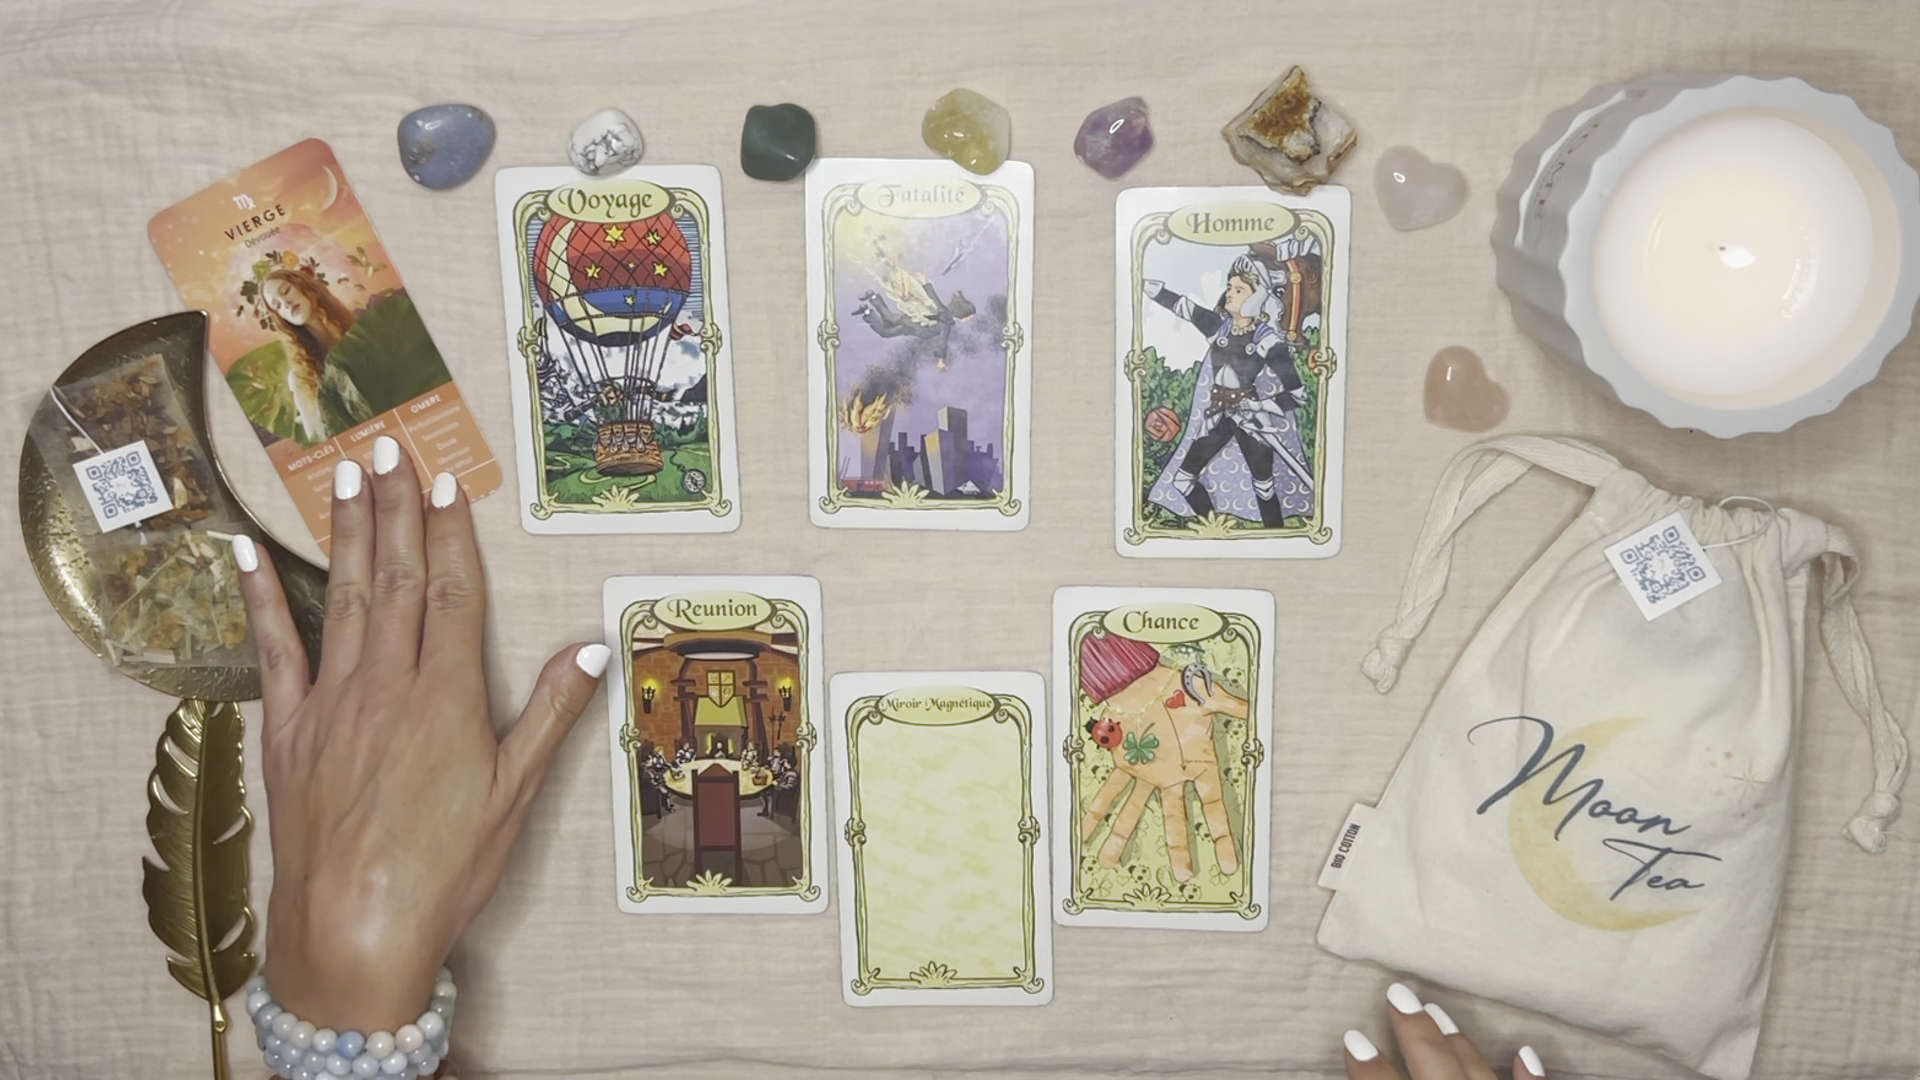 VIERGE
Dévouée
MOTS-CLÉS
LUMIÈRE
OMBRE
Voyage
Fatalité
Homme
Reunion
Miroir Magnétique
Chance
Moon
Tea
BIO COTTON